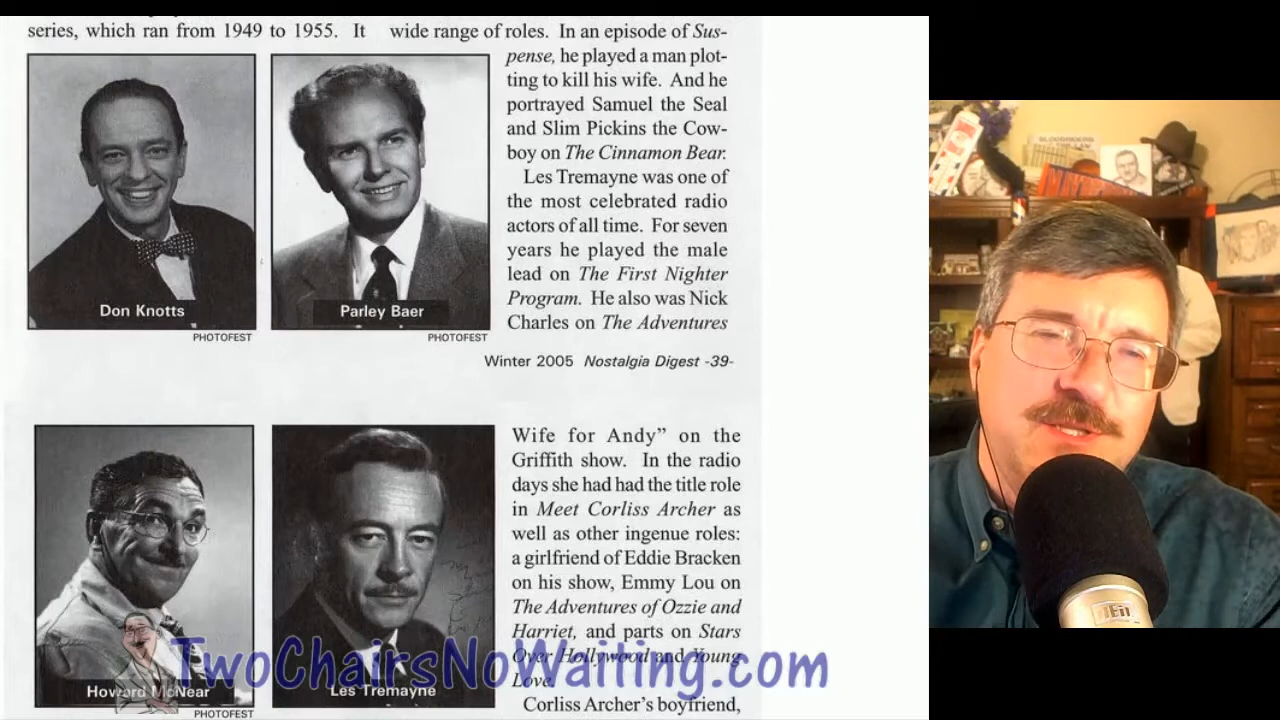 series, which ran from 1949 to 1955. It
wide range of roles. In an episode of Sus-
pense, he played a man plot-
ting to kill his wife. And he
portrayed Samuel the Seal
and Slim Pickins the Cow-
boy on The Cinnamon Bear.
Les Tremayne was one of
the most celebrated radio
actors of all time. For seven
years he played the male
lead on The First Nighter
Program. He also was Nick
Charles on The Adventures
Don Knotts
PHOTOFEST
Parley Baer
PHOTOFEST
Winter 2005 Nostalgia Digest -39-
Wife for Andy” on the
Griffith show. In the radio
days she had had the title role
in Meet Corliss Archer as
well as other ingenue roles:
a girlfriend of Eddie Bracken
on his show, Emmy Lou on
The Adventures of Ozzie and
Harriet, and parts on Stars
Over Hollywood and Young
Love.
Corliss Archer's boyfriend,
Howard McNear
PHOTOFEST
Les Tremayne
TwoChairsNoWaiting.com